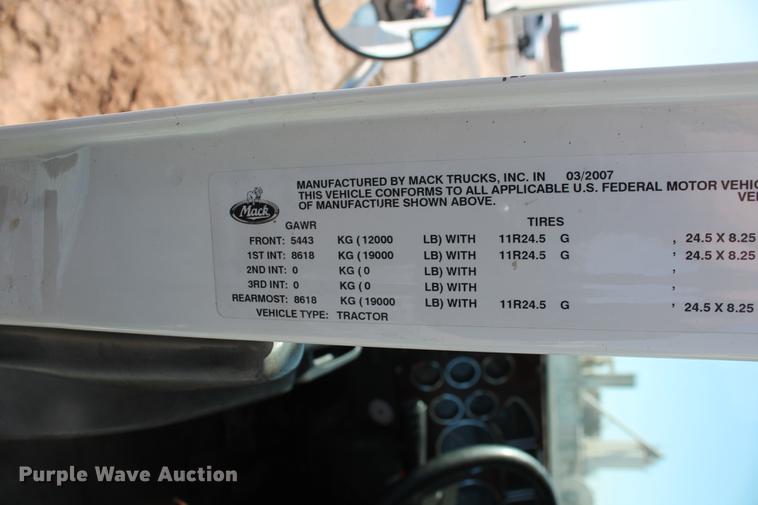 MANUFACTURED BY MACK TRUCKS, INC. IN 03/2007
THIS VEHICLE CONFORMS TO ALL APPLICABLE U.S. FEDERAL MOTOR
OF MANUFACTURE SHOWN ABOVE.
Mack
GAWR TIRES
FRONT: 5443 KG ( 12000 LB) WITH 11R24.5 G , 24.5 X 8.25
1ST INT: 8618 KG ( 19000 LB) WITH 11R24.5 G , 24.5 X 8.25
2ND INT: 0 KG ( 0 LB) WITH ,
3RD INT: 0 KG ( 0 LB) WITH ,
REARMOST: 8618 KG ( 19000 LB) WITH 11R24.5 G , 24.5 X 8.25
VEHICLE TYPE: TRACTOR
Purple Wave Auction